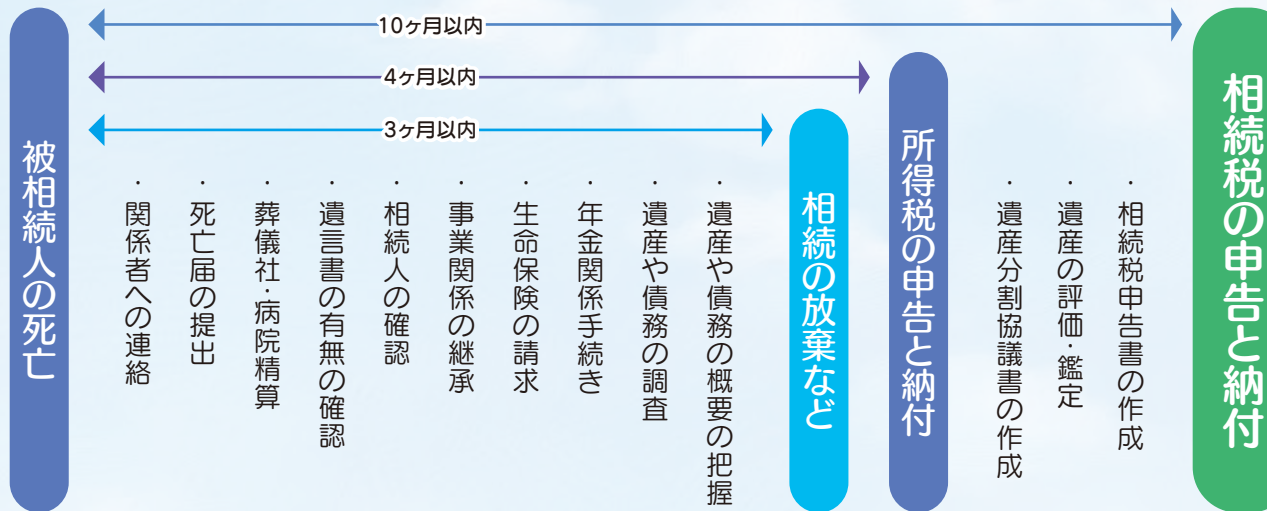 10ヶ月以内
4ヶ月以内
3ヶ月以内
被相続人の死亡
・関係者への連絡
・死亡届の提出
・葬儀社・病院精算
・遺言書の有無の確認
・相続人の確認
・事業関係の継承
・生命保険の請求
・年金関係手続き
・遺産や債務の調査
・遺産や債務の概要の把握
相続の放棄など
所得税の申告と納付
・遺産分割協議書の作成
・遺産の評価・鑑定
・相続税申告書の作成
相続税の申告と納付